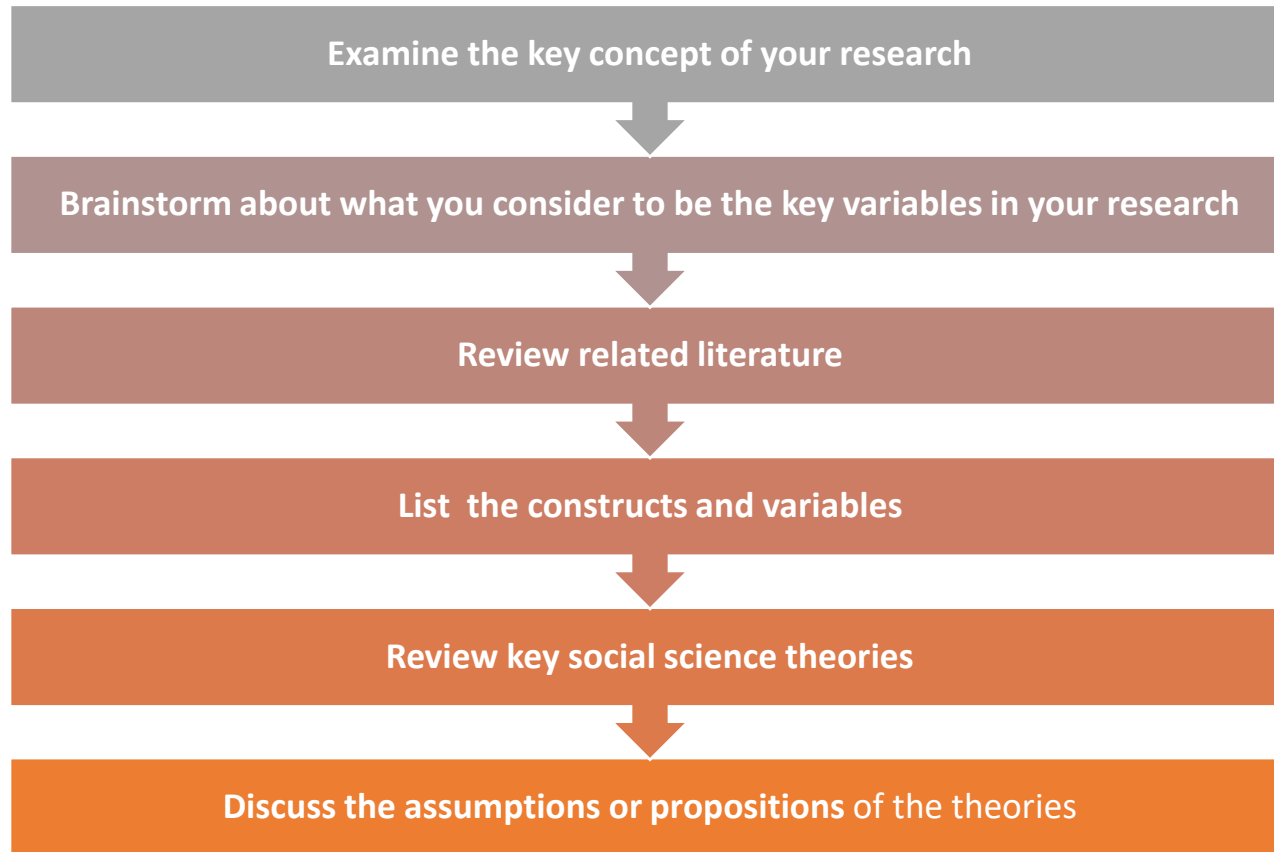 Examine the key concept of your research
Brainstorm about what you consider to be the key variables in your research
Review related literature
List  the constructs and variables
Review key social science theories
Discuss the assumptions or propositions of the theories